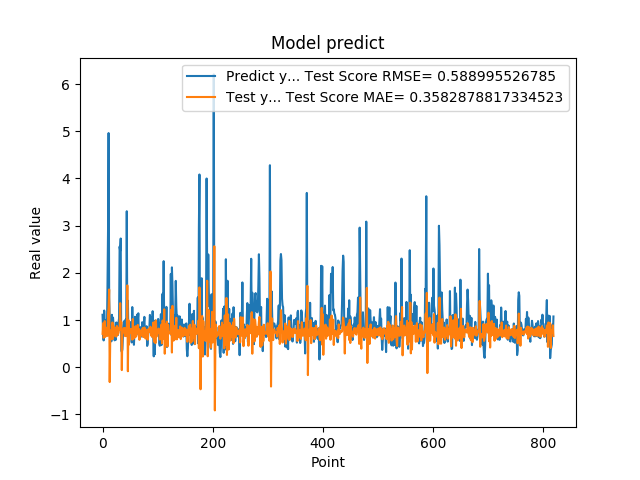 Model predict
Predict y... Test Score RMSE= 0.588995526785
Test y... Test Score MAE= 0.3582878817334523
6
5
4
3
2
1
0
−1
Real value
0 200 400 600 800
Point